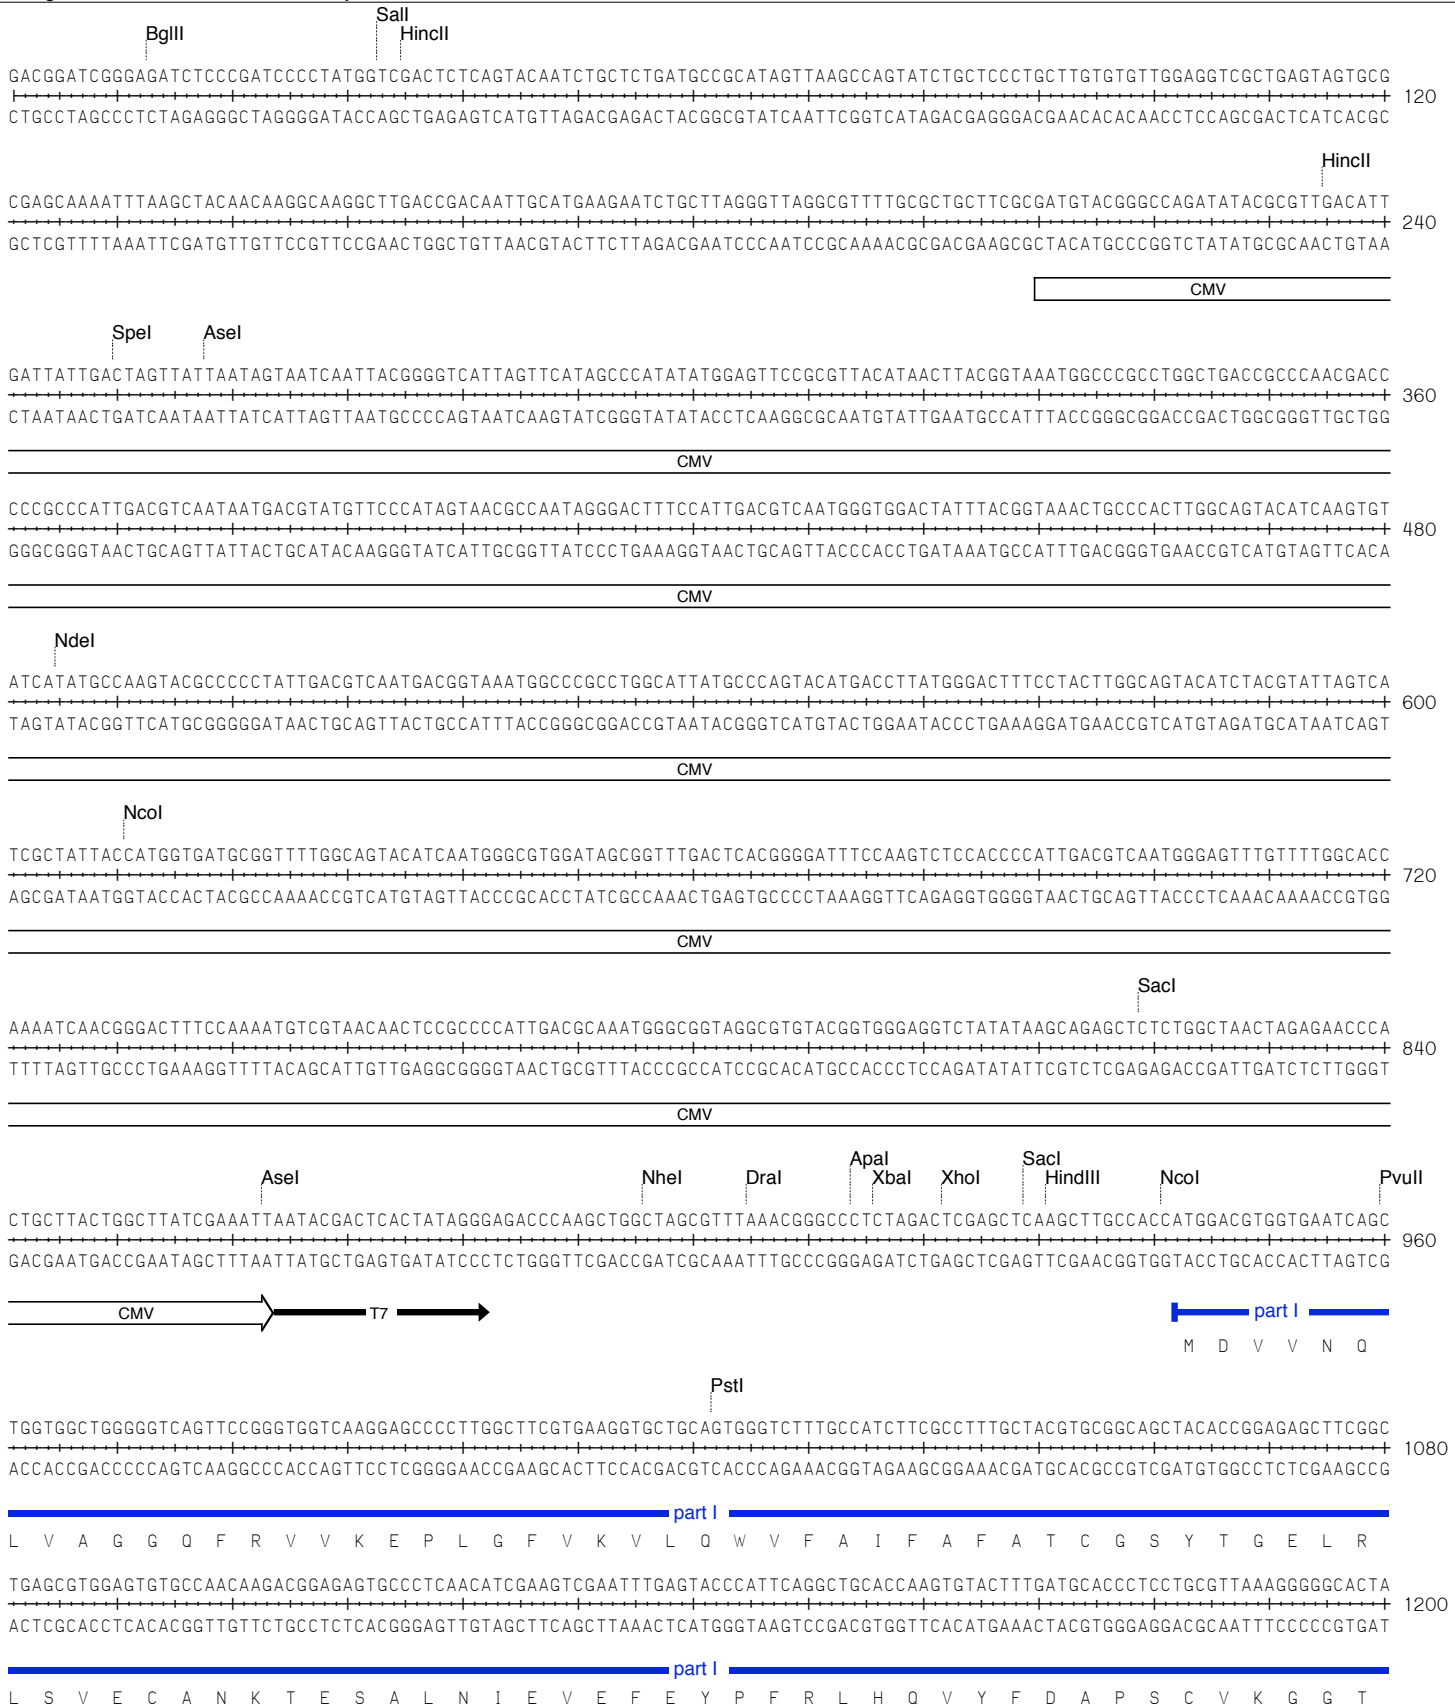 SalI
BglII HincII
GACGGATCGGGAGATCTCCCGATCCCCTATGGTCGACTCTCAGTACAATCTGCTCTGATGCCGCATAGTTAAGCCAGTATCTGCTCCCTGCTTGTGTGTTGGAGGTCGCTGAGTAGTGCG
120
CTGCCTAGCCCTCTAGAGGGCTAGGGGATACCAGCTGAGAGTCATGTTAGACGAGACTACGGCGTATCAATTCGGTCATAGACGAGGGACGAACACACAACCTCCAGCGACTCATCACGC
HincII
CGAGCAAAATTTAAGCTACAACAAGGCAAGGCTTGACCGACAATTGCATGAAGAATCTGCTTAGGGTTAGGCGTTTTGCGCTGCTTCGCGATGTACGGGCCAGATATACGCGTTGACATT
240
GCTCGTTTTAAATTCGATGTTGTTCCGTTCCGAACTGGCTGTTAACGTACTTCTTAGACGAATCCCAATCCGCAAAACGCGACGAAGCGCTACATGCCCGGTCTATATGCGCAACTGTAA
CMV
SpeI AseI
GATTATTGACTAGTTATTAATAGTAATCAATTACGGGGTCATTAGTTCATAGCCCATATATGGAGTTCCGCGTTACATAACTTACGGTAAATGGCCCGCCTGGCTGACCGCCCAACGACC
360
CTAATAACTGATCAATAATTATCATTAGTTAATGCCCCAGTAATCAAGTATCGGGTATATACCTCAAGGCGCAATGTATTGAATGCCATTTACCGGGCGGACCGACTGGCGGGTTGCTGG
CMV
CCCGCCCATTGACGTCAATAATGACGTATGTTCCCATAGTAACGCCAATAGGGACTTTCCATTGACGTCAATGGGTGGACTATTTACGGTAAACTGCCCACTTGGCAGTACATCAAGTGT
480
GGGCGGGTAACTGCAGTTATTACTGCATACAAGGGTATCATTGCGGTTATCCCTGAAAGGTAACTGCAGTTACCCACCTGATAAATGCCATTTGACGGGTGAACCGTCATGTAGTTCACA
CMV
NdeI
ATCATATGCCAAGTACGCCCCCTATTGACGTCAATGACGGTAAATGGCCCGCCTGGCATTATGCCCAGTACATGACCTTATGGGACTTTCCTACTTGGCAGTACATCTACGTATTAGTCA
600
TAGTATACGGTTCATGCGGGGGATAACTGCAGTTACTGCCATTTACCGGGCGGACCGTAATACGGGTCATGTACTGGAATACCCTGAAAGGATGAACCGTCATGTAGATGCATAATCAGT
CMV
NcoI
TCGCTATTACCATGGTGATGCGGTTTTGGCAGTACATCAATGGGCGTGGATAGCGGTTTGACTCACGGGGATTTCCAAGTCTCCACCCCATTGACGTCAATGGGAGTTTGTTTTGGCACC
720
AGCGATAATGGTACCACTACGCCAAAACCGTCATGTAGTTACCCGCACCTATCGCCAAACTGAGTGCCCCTAAAGGTTCAGAGGTGGGGTAACTGCAGTTACCCTCAAACAAAACCGTGG
CMV
SacI
AAAATCAACGGGACTTTCCAAAATGTCGTAACAACTCCGCCCCATTGACGCAAATGGGCGGTAGGCGTGTACGGTGGGAGGTCTATATAAGCAGAGCTCTCTGGCTAACTAGAGAACCCA
840
TTTTAGTTGCCCTGAAAGGTTTTACAGCATTGTTGAGGCGGGGTAACTGCGTTTACCCGCCATCCGCACATGCCACCCTCCAGATATATTCGTCTCGAGAGACCGATTGATCTCTTGGGT
CMV
ApaI SacI
AseI NheI DraI XbaI XhoI HindIII NcoI PvuII
CTGCTTACTGGCTTATCGAAATTAATACGACTCACTATAGGGAGACCCAAGCTGGCTAGCGTTTAAACGGGCCCTCTAGACTCGAGCTCAAGCTTGCCACCATGGACGTGGTGAATCAGC
960
GACGAATGACCGAATAGCTTTAATTATGCTGAGTGATATCCCTCTGGGTTCGACCGATCGCAAATTTGCCCGGGAGATCTGAGCTCGAGTTCGAACGGTGGTACCTGCACCACTTAGTCG
CMV T7 part I
M D V V N Q
PstI
TGGTGGCTGGGGGTCAGTTCCGGGTGGTCAAGGAGCCCCTTGGCTTCGTGAAGGTGCTGCAGTGGGTCTTTGCCATCTTCGCCTTTGCTACGTGCGGCAGCTACACCGGAGAGCTTCGGC
1080
ACCACCGACCCCCAGTCAAGGCCCACCAGTTCCTCGGGGAACCGAAGCACTTCCACGACGTCACCCAGAAACGGTAGAAGCGGAAACGATGCACGCCGTCGATGTGGCCTCTCGAAGCCG
part I
L V A G G Q F R V V K E P L G F V K V L Q W V F A I F A F A T C G S Y T G E L R
TGAGCGTGGAGTGTGCCAACAAGACGGAGAGTGCCCTCAACATCGAAGTCGAATTTGAGTACCCATTCAGGCTGCACCAAGTGTACTTTGATGCACCCTCCTGCGTTAAAGGGGGCACTA
1200
ACTCGCACCTCACACGGTTGTTCTGCCTCTCACGGGAGTTGTAGCTTCAGCTTAAACTCATGGGTAAGTCCGACGTGGTTCACATGAAACTACGTGGGAGGACGCAATTTCCCCCGTGAT
part I
L S V E C A N K T E S A L N I E V E F E Y P F R L H Q V Y F D A P S C V K G G T